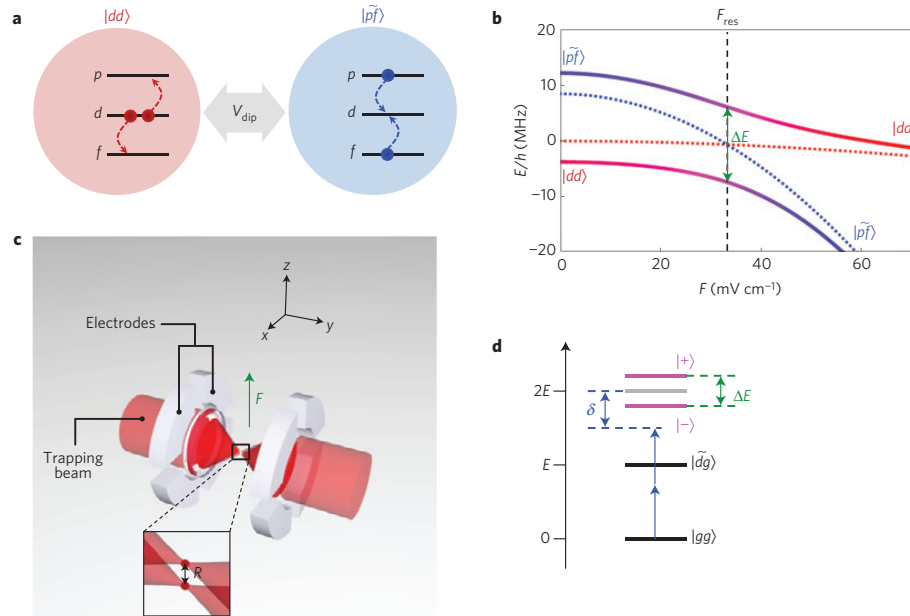 a
|dd⟩
p
d
f
V_dip
|p̃f⟩
p
d
f
b
F_res
20
10
0
−10
−20
E/h (MHz)
|p̃f⟩
|dd⟩
ΔE
|dd
|p̃f⟩
0
20
40
60
F (mV cm⁻¹)
c
z
x
y
Electrodes
F
Trapping
beam
R
d
2E
E
0
δ
|+⟩
ΔE
|−⟩
|d̃g⟩
|gg⟩